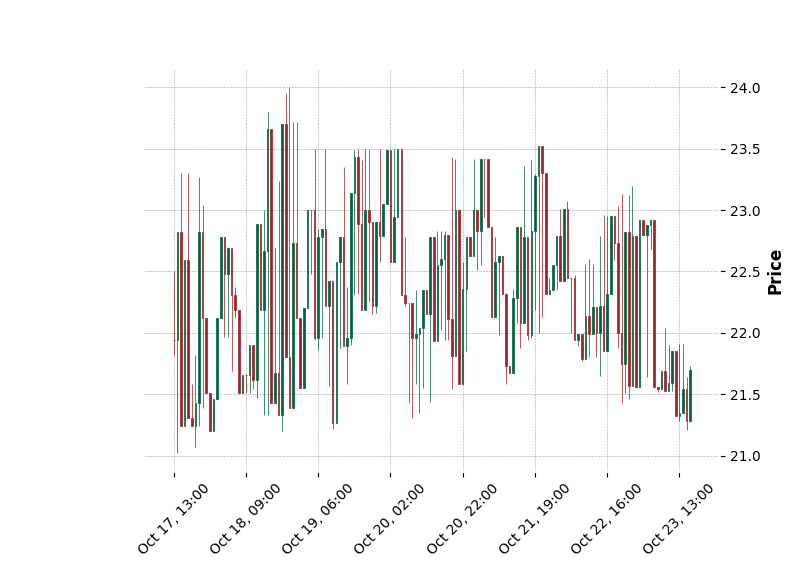 24.0
23.5
23.0
22.5
22.0
21.5
21.0
Price
Oct 17, 13:00
Oct 18, 09:00
Oct 19, 06:00
Oct 20, 02:00
Oct 20, 22:00
Oct 21, 19:00
Oct 22, 16:00
Oct 23, 13:00